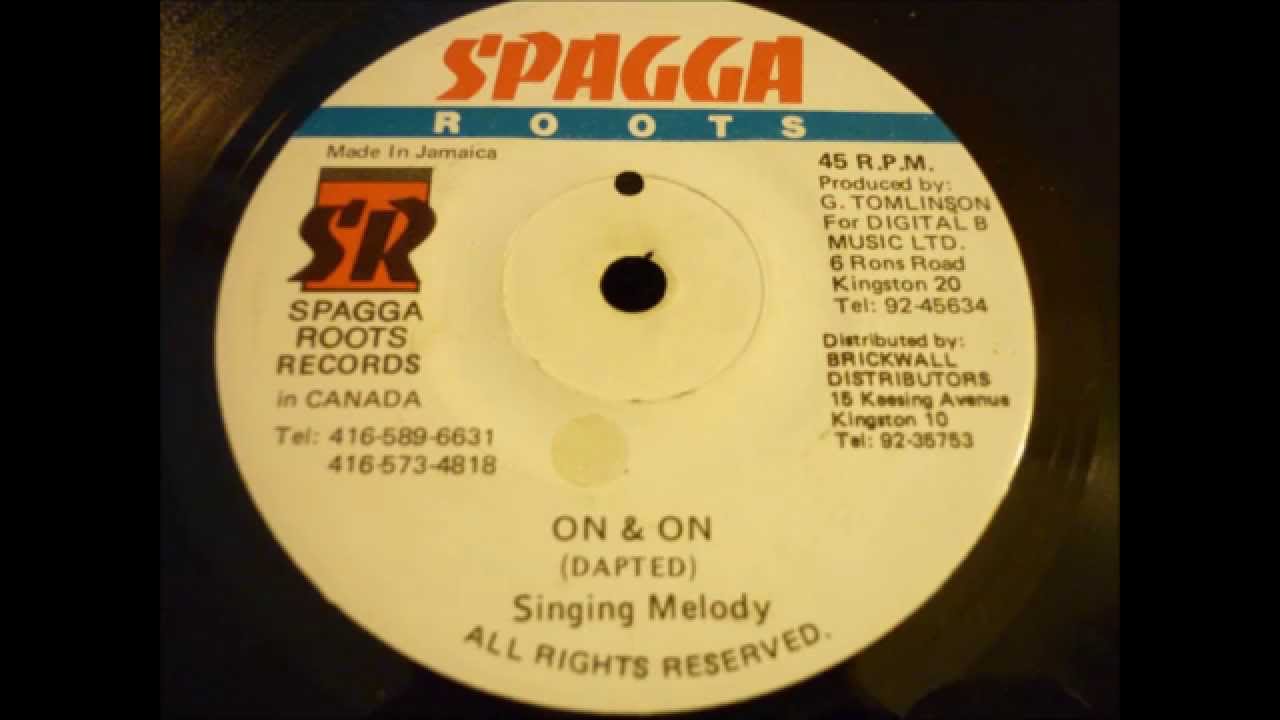 SPAGGA
ROOTS
Made In Jamaica
SR
SPAGGA
ROOTS
RECORDS
in CANADA
Tel: 416-589-6631
416-573-4818
45 R.P.M.
Produced by:
G. TOMLINSON
For DIGITAL B
MUSIC LTD.
6 Rons Road
Kingston 20
Tel: 92-45634
Distributed by:
BRICKWALL
DISTRIBUTORS
15 Keesing Avenue
Kingston 10
Tel: 92-35753
ON & ON
(DAPTED)
Singing Melody
ALL RIGHTS RESERVED.